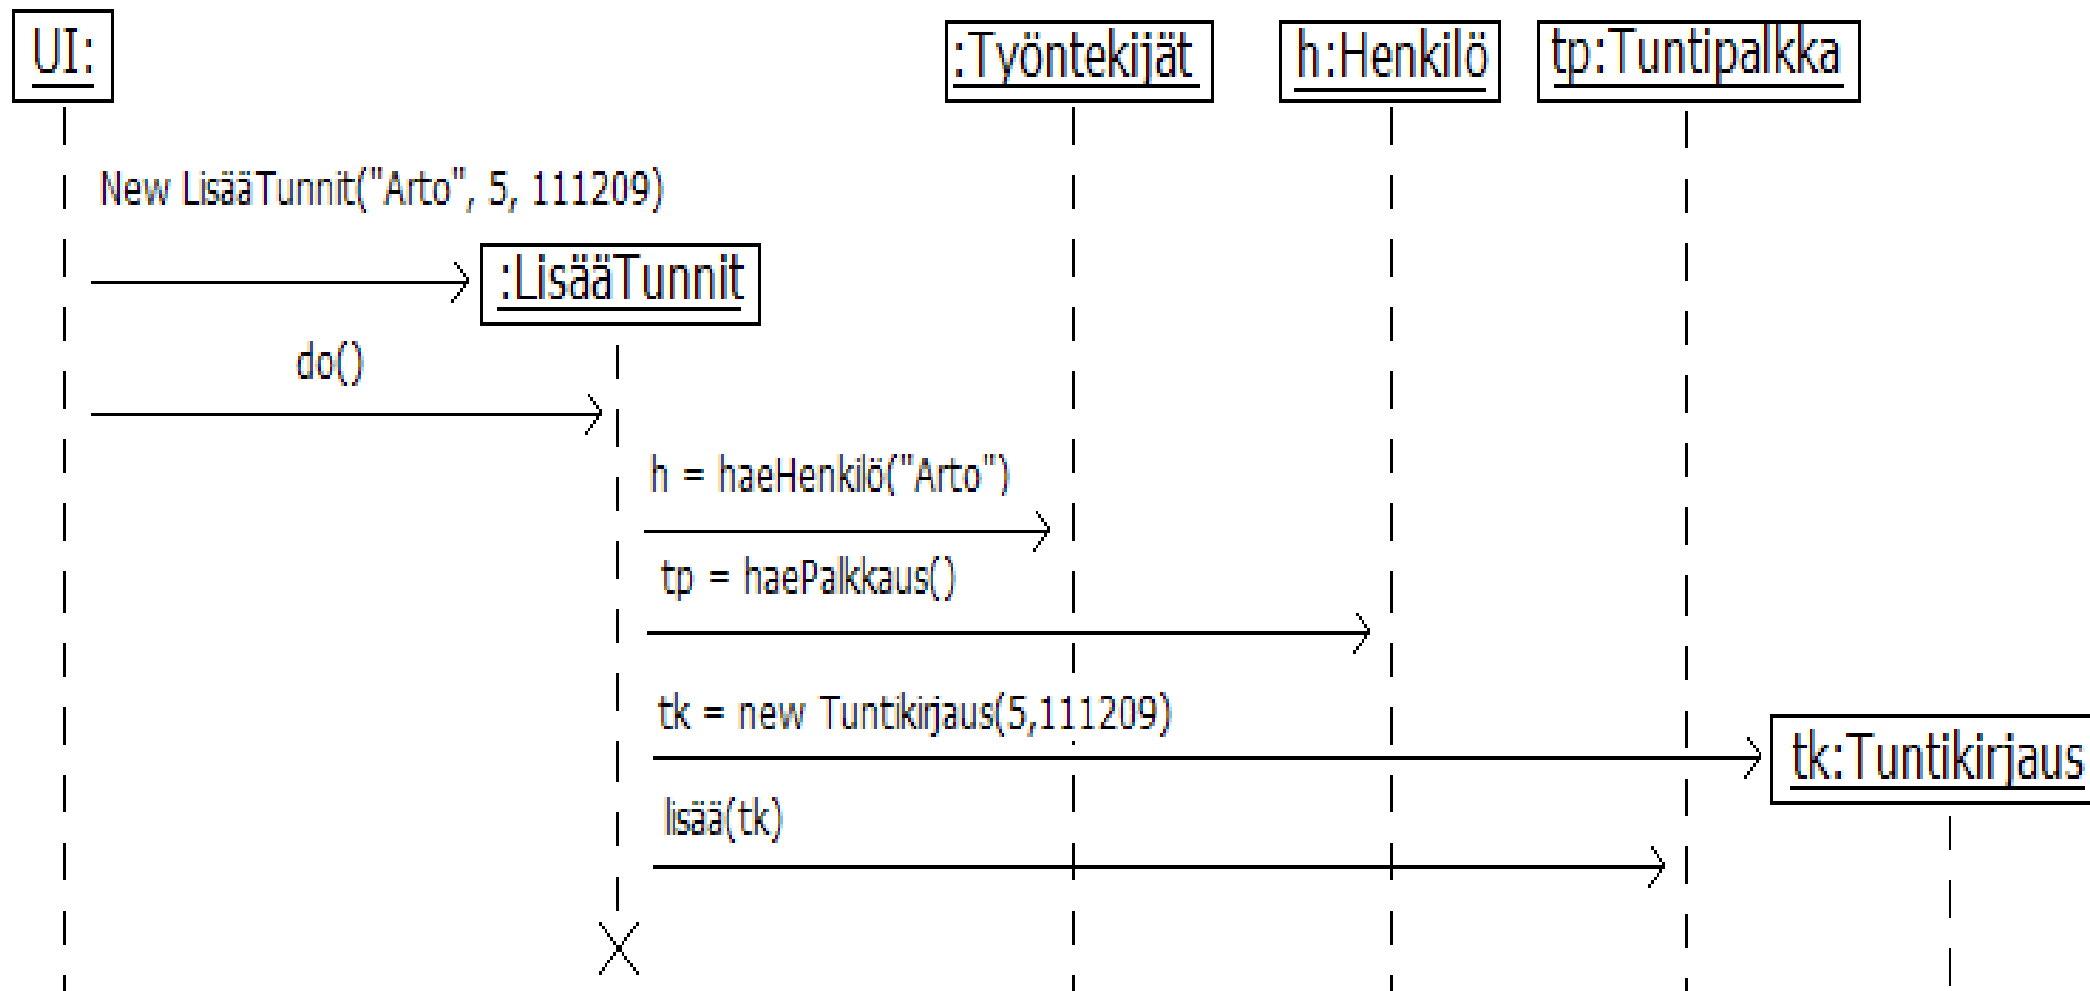 UI:
:Työntekijät
h:Henkilö
tp:Tuntipalkka
New LisääTunnit("Arto", 5, 111209)
:LisääTunnit
do()
h = haeHenkilö("Arto")
tp = haePalkkaus()
tk = new Tuntikirjaus(5,111209)
tk:Tuntikirjaus
lisää(tk)